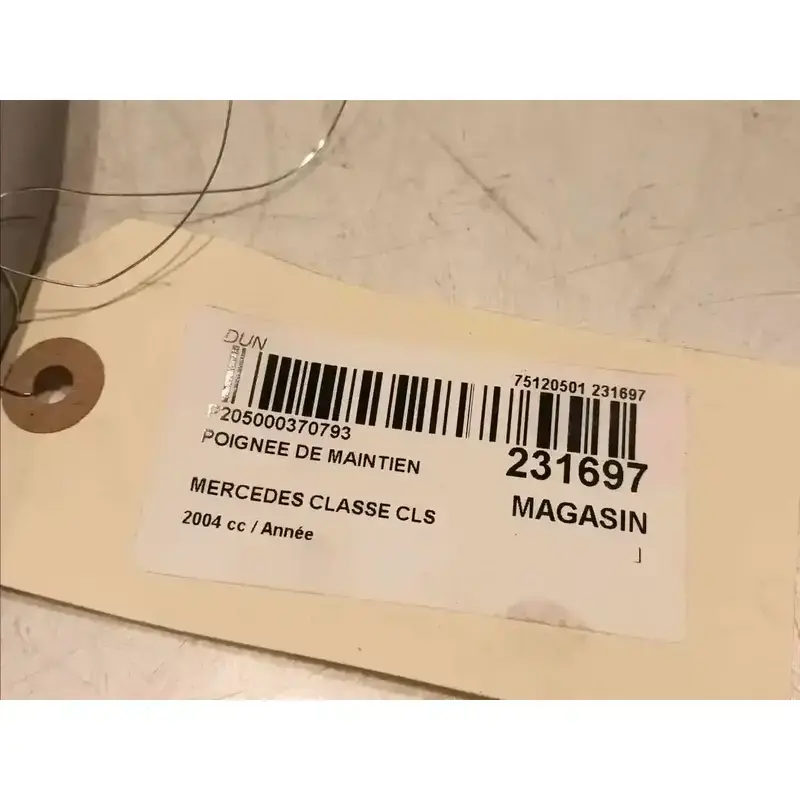 DUN
75120501 231697
P205000370793
POIGNEE DE MAINTIEN
231697
MERCEDES CLASSE CLS
MAGASIN
2004 cc / Année